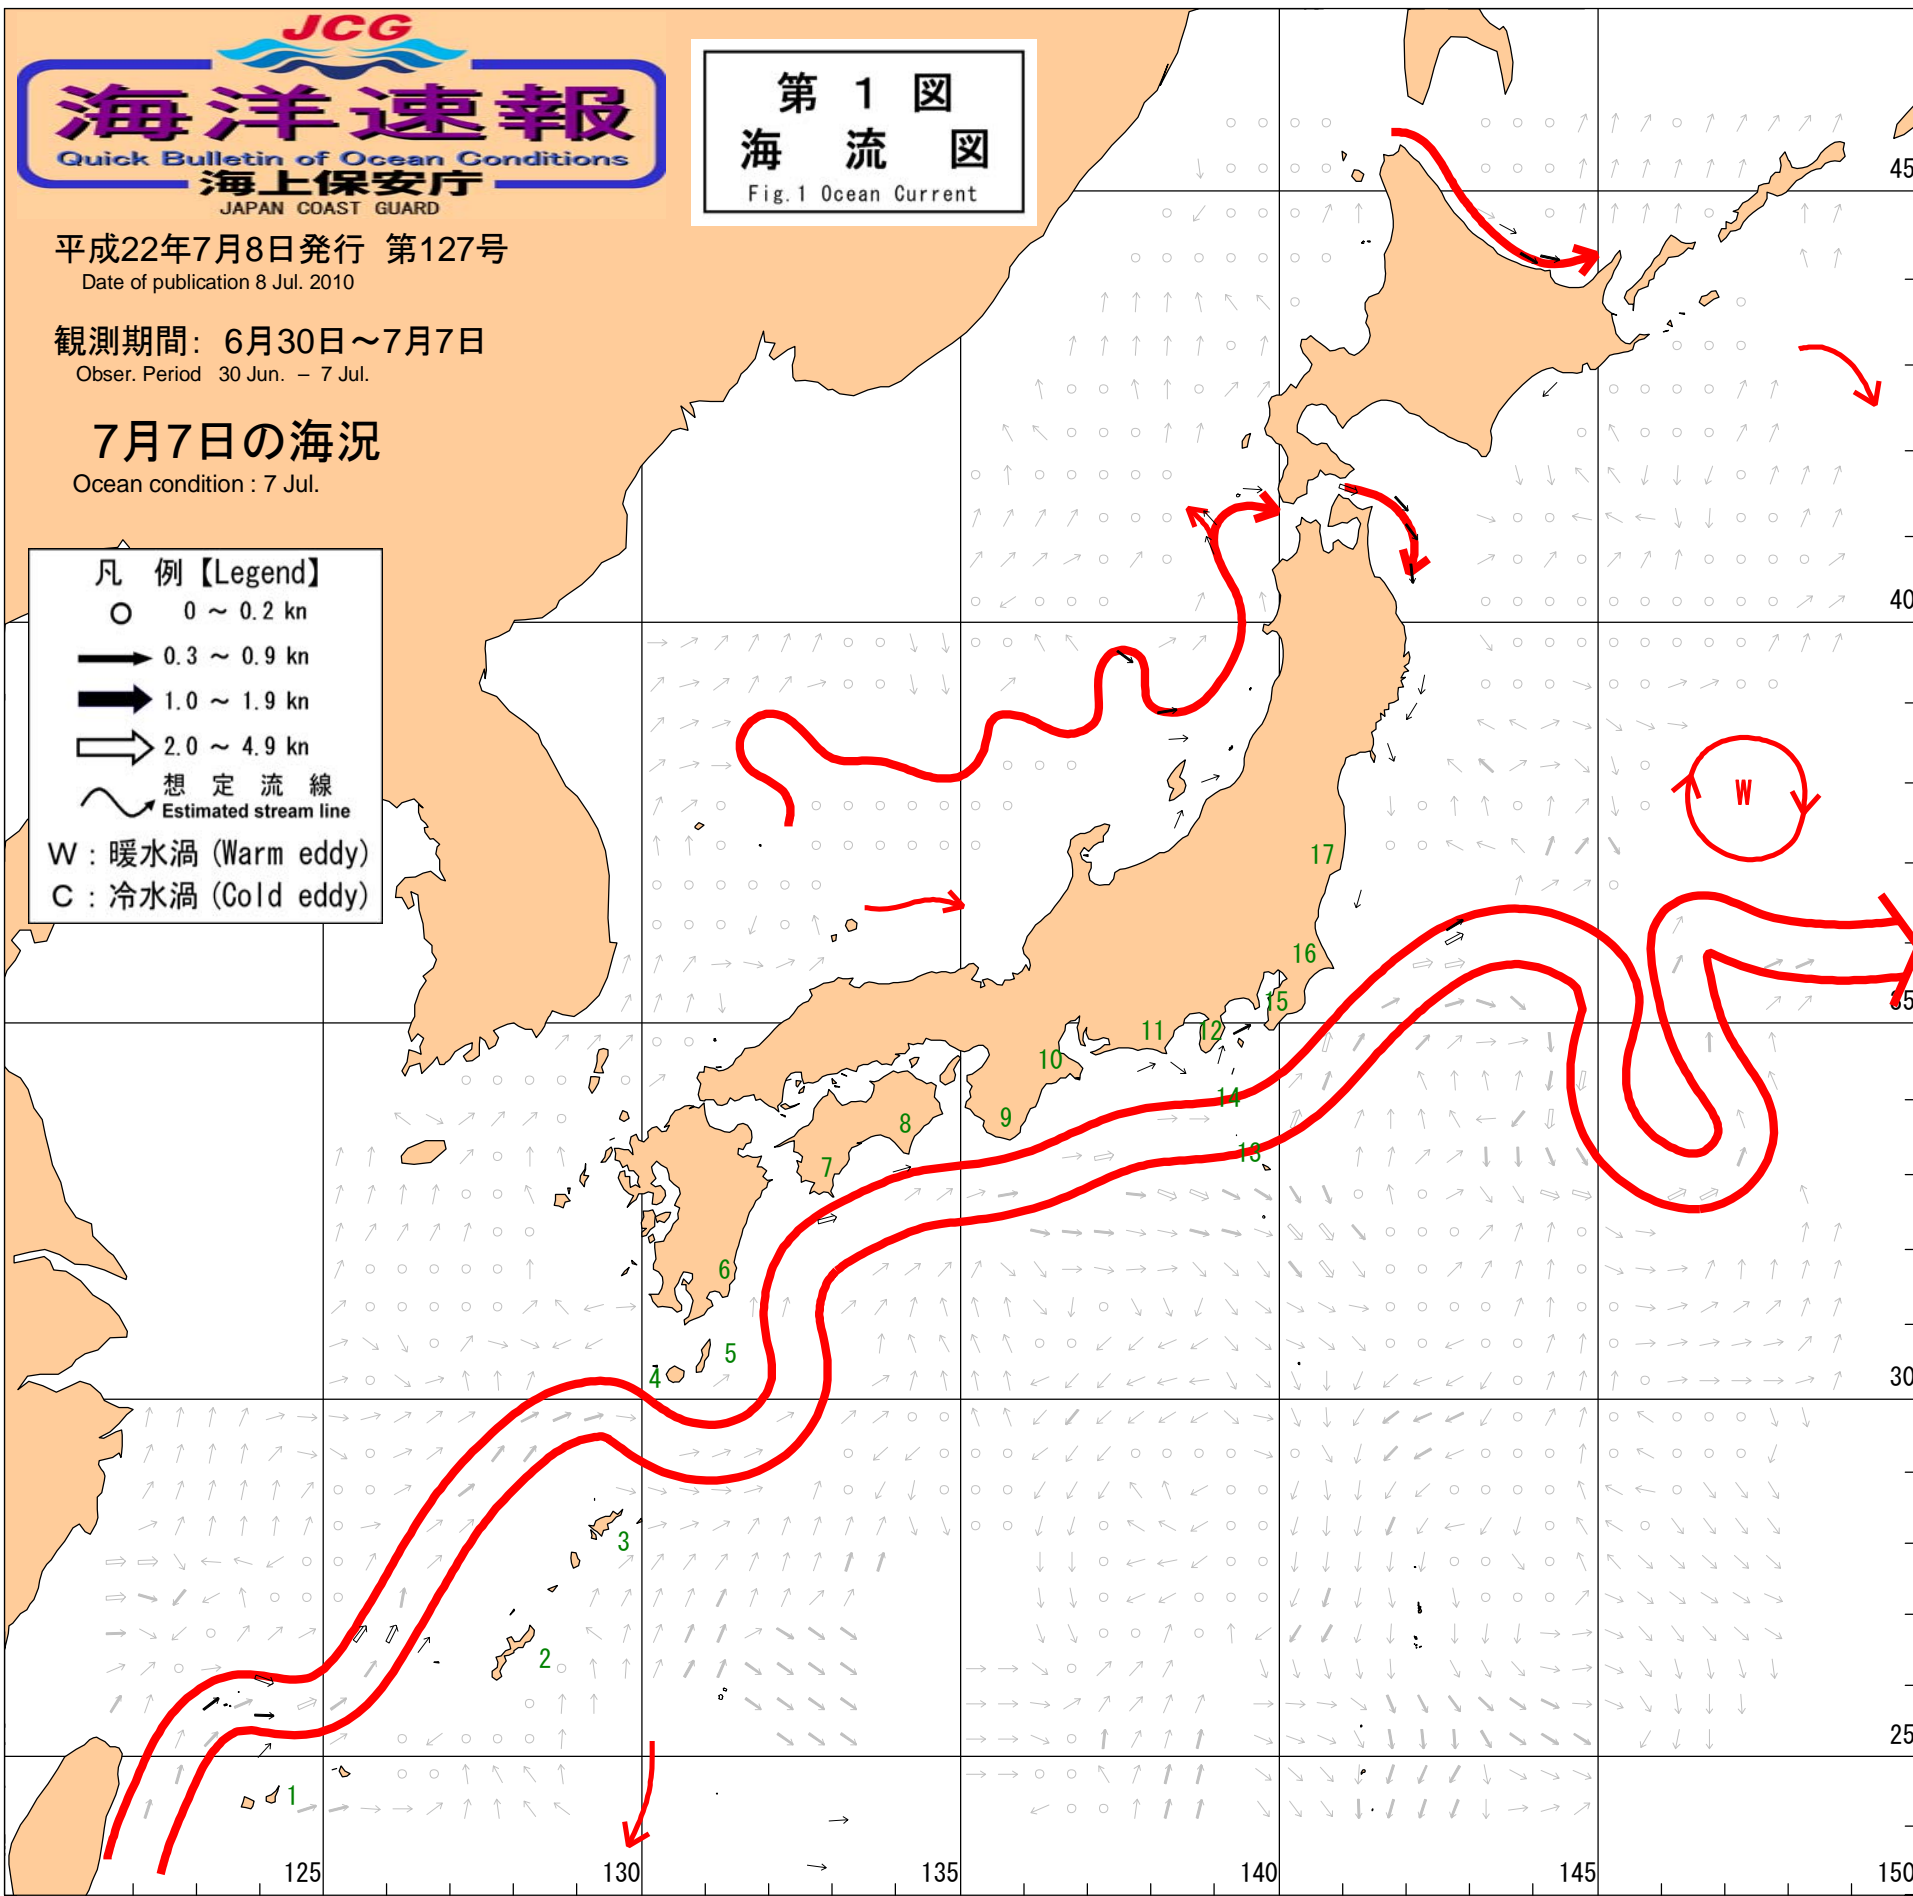 JCG
海洋速報
Quick Bulletin of Ocean Conditions
海上保安庁
JAPAN COAST GUARD
第 1 図
海 流 図
Fig.1 Ocean Current
平成22年7月8日発行 第127号
Date of publication 8 Jul. 2010
観測期間: 6月30日~7月7日
Obser. Period 30 Jun. – 7 Jul.
7月7日の海況
Ocean condition : 7 Jul.
凡 例【Legend】
0 ~ 0.2 kn
0.3 ~ 0.9 kn
1.0 ~ 1.9 kn
2.0 ~ 4.9 kn
想 定 流 線
Estimated stream line
W : 暖水渦 (Warm eddy)
C : 冷水渦 (Cold eddy)
45
40
W
17
16
35
15
11
12
10
14
9
8
13
7
6
5
4
30
3
2
25
1
125
130
135
140
145
150